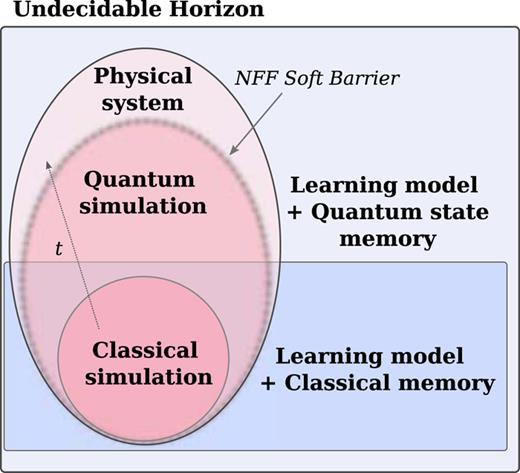 Undecidable Horizon
Physical
system
NFF Soft Barrier
Quantum
simulation
Learning model
+ Quantum state
memory
t
Classical
simulation
Learning model
+ Classical memory